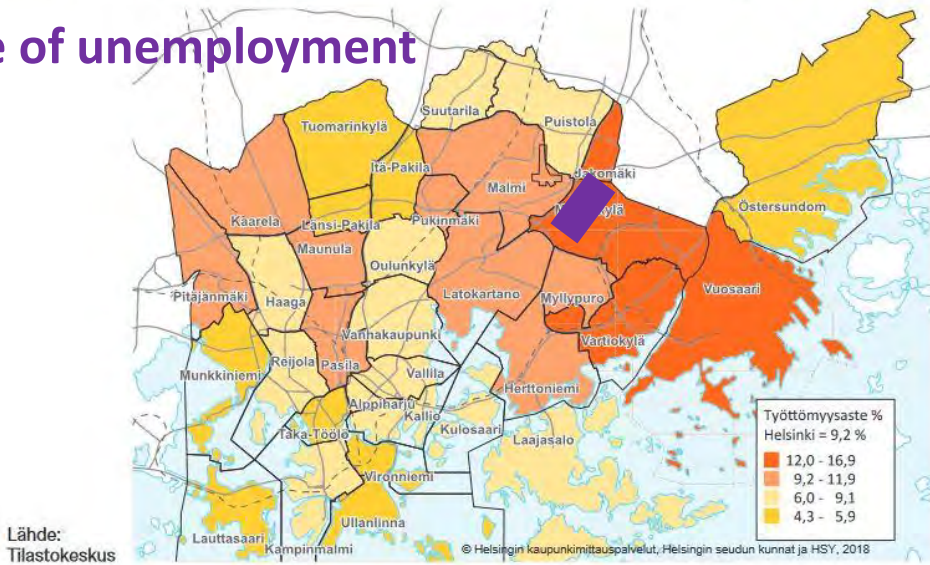 e of unemployment
Suutarila
Puistola
Tuomarinkylä
Itä-Pakila
Malmi
Östersundom
Kaarela
Länsi-Pakila
Pukinmäki
Maunula
Oulunkylä
Pitäjänmäki
Haaga
Latokartano
Myllypuro
Vuosaari
Vanhakaupunki
Vartiokylä
Reijola
Pasila
Munkkiniemi
Vallila
Herttoniemi
Alppiharju
Kallio
Kulosaari
Laajasalo
Taka-Töölö
Vironniemi
Ullanlinna
Lauttasaari
Kampinmalmi
Työttömyysaste %
Helsinki = 9,2 %
12,0 - 16,9
9,2 - 11,9
6,0 - 9,1
4,3 - 5,9
Lähde:
Tilastokeskus
© Helsingin kaupunkimittauspalvelut, Helsingin seudun kunnat ja HSY, 2018